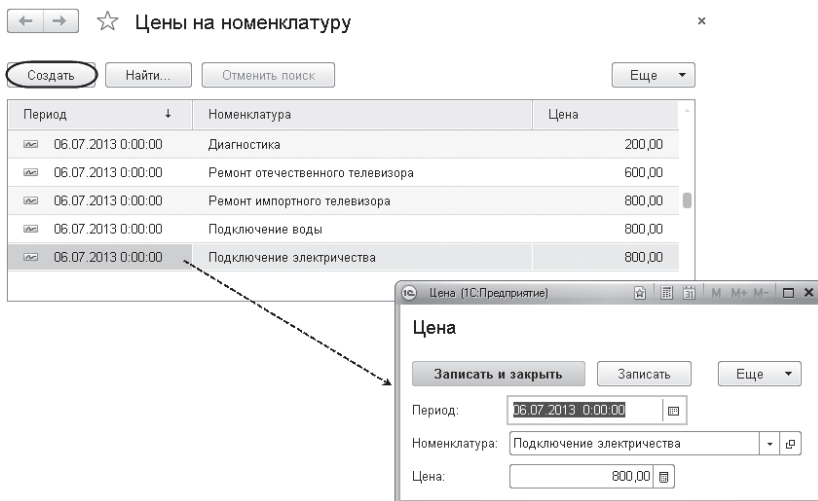 Цены на номенклатуру
Создать Найти... Отменить поиск Еще
Период Номенклатура Цена
06.07.2013 0:00:00 Диагностика 200,00
06.07.2013 0:00:00 Ремонт отечественного телевизора 600,00
06.07.2013 0:00:00 Ремонт импортного телевизора 800,00
06.07.2013 0:00:00 Подключение воды 800,00
06.07.2013 0:00:00 Подключение электричества 800,00
1С Цена (1С:Предприятие) 31 M M+ M-
Цена
Записать и закрыть Записать Еще
Период: 06.07.2013 0:00:00
Номенклатура: Подключение электричества
Цена: 800,00